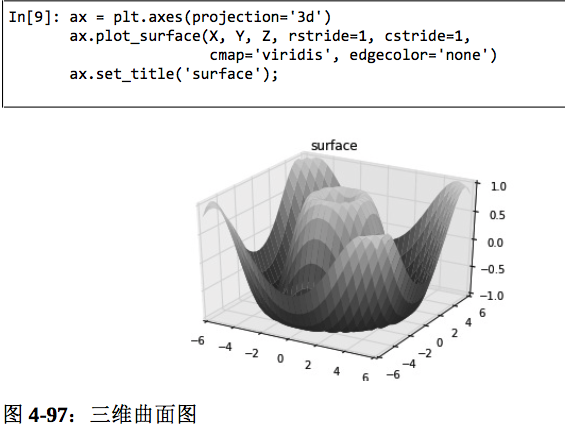 In[9]: ax = plt.axes(projection='3d')
ax.plot_surface(X, Y, Z, rstride=1, cstride=1,
cmap='viridis', edgecolor='none')
ax.set_title('surface');
surface
1.0
0.5
0.0
−0.5
−1.0
−6 −4 −2 0 2 4 6
−6 −4 −2 0 2 4 6
图 4-97：三维曲面图